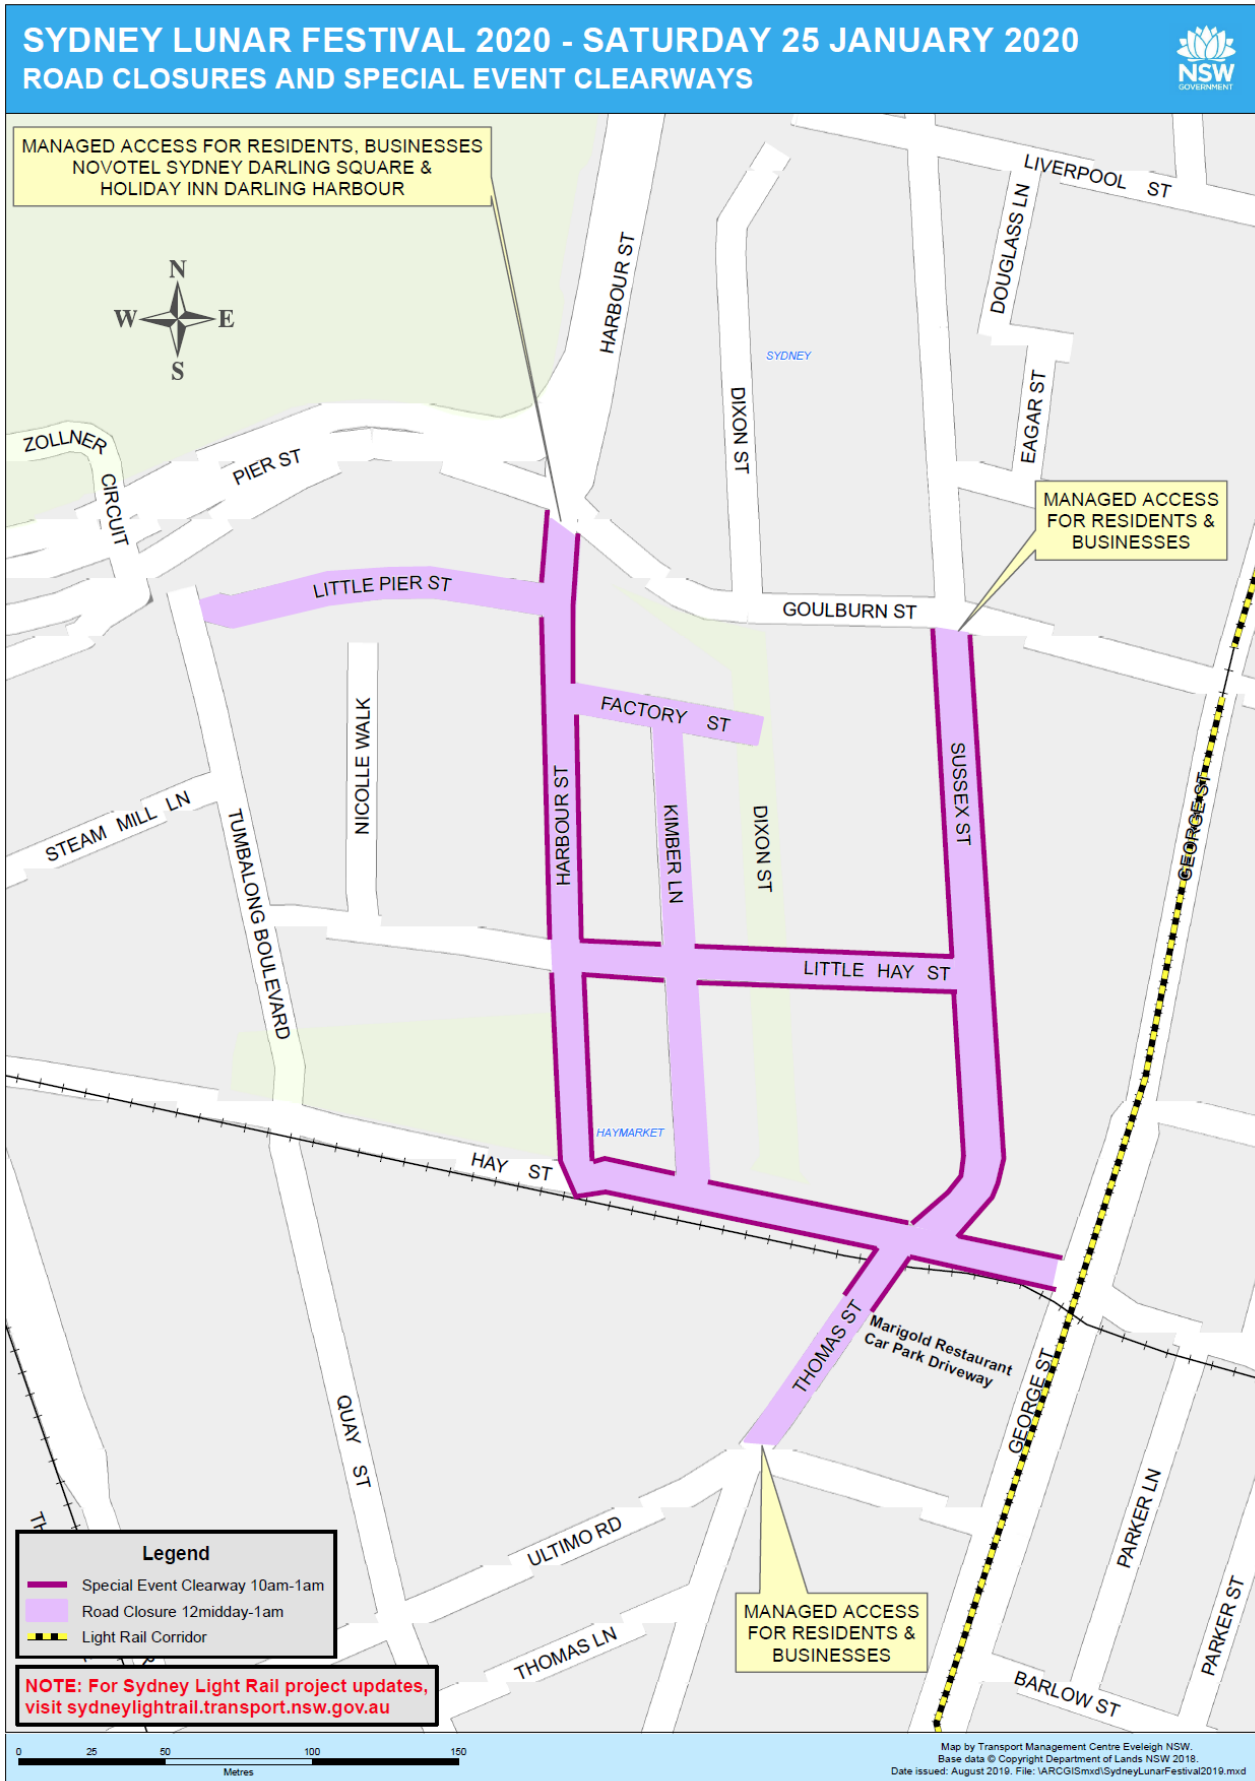 SYDNEY LUNAR FESTIVAL 2020 - SATURDAY 25 JANUARY 2020
ROAD CLOSURES AND SPECIAL EVENT CLEARWAYS
NSW
GOVERNMENT
MANAGED ACCESS FOR RESIDENTS, BUSINESSES
NOVOTEL SYDNEY DARLING SQUARE &
HOLIDAY INN DARLING HARBOUR
LIVERPOOL ST
DOUGLASS LN
HARBOUR ST
N
W E
S
SYDNEY
DIXON ST
EAGAR ST
ZOLLNER
CIRCUIT
PIER ST
MANAGED ACCESS
FOR RESIDENTS &
BUSINESSES
LITTLE PIER ST
GOULBURN ST
FACTORY ST
NICOLLE WALK
HARBOUR ST
KIMBER LN
DIXON ST
SUSSEX ST
GEORGE ST
GEORGE ST
STEAM MILL LN
TUMBALONG BOULEVARD
LITTLE HAY ST
HAYMARKET
HAY ST
THOMAS ST
Marigold Restaurant
Car Park Driveway
GEORGE ST
QUAY ST
ULTIMO RD
PARKER LN
THOMAS LN
MANAGED ACCESS
FOR RESIDENTS &
BUSINESSES
PARKER ST
BARLOW ST
Legend
Special Event Clearway 10am-1am
Road Closure 12midday-1am
Light Rail Corridor
NOTE: For Sydney Light Rail project updates,
visit sydneylightrail.transport.nsw.gov.au
0 25 50 100 150
Metres
Map by Transport Management Centre Eveleigh NSW.
Base data © Copyright Department of Lands NSW 2018.
Date issued: August 2019. File: \ARCGISmxd\SydneyLunarFestival2019.mxd